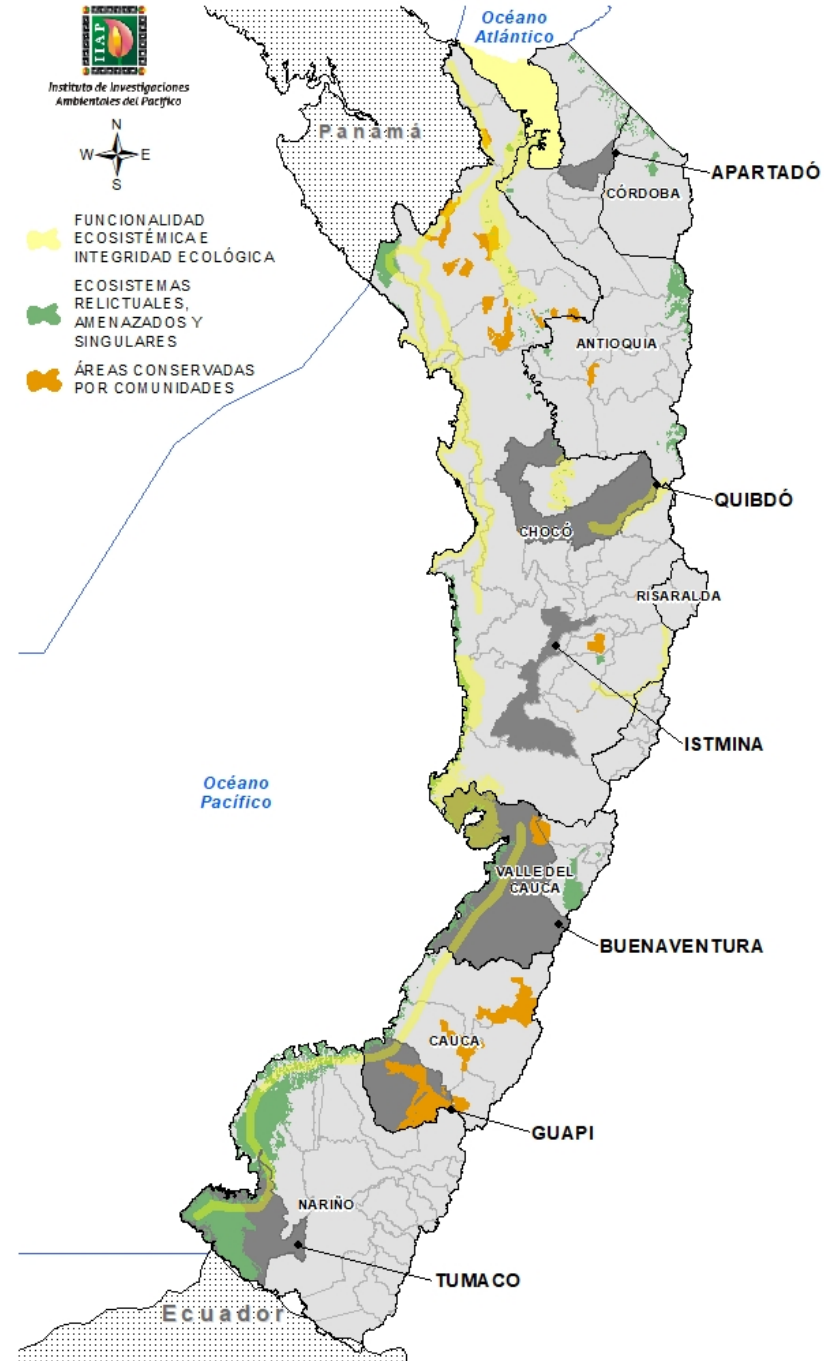 Océano
Atlántico
IIAP
Instituto de Investigaciones
Ambientales del Pacífico
N
W E
S
Panamá
APARTADÓ
CÓRDOBA
FUNCIONALIDAD
ECOSISTÉMICA E
INTEGRIDAD ECOLÓGICA
ECOSISTEMAS
RELICTUALES,
AMENAZADOS Y
SINGULARES
ÁREAS CONSERVADAS
POR COMUNIDADES
ANTIOQUIA
QUIBDÓ
CHOCÓ
RISARALDA
ISTMINA
Océano
Pacífico
VALLE DEL
CAUCA
BUENAVENTURA
CAUCA
GUAPI
NARIÑO
TUMACO
Ecuador